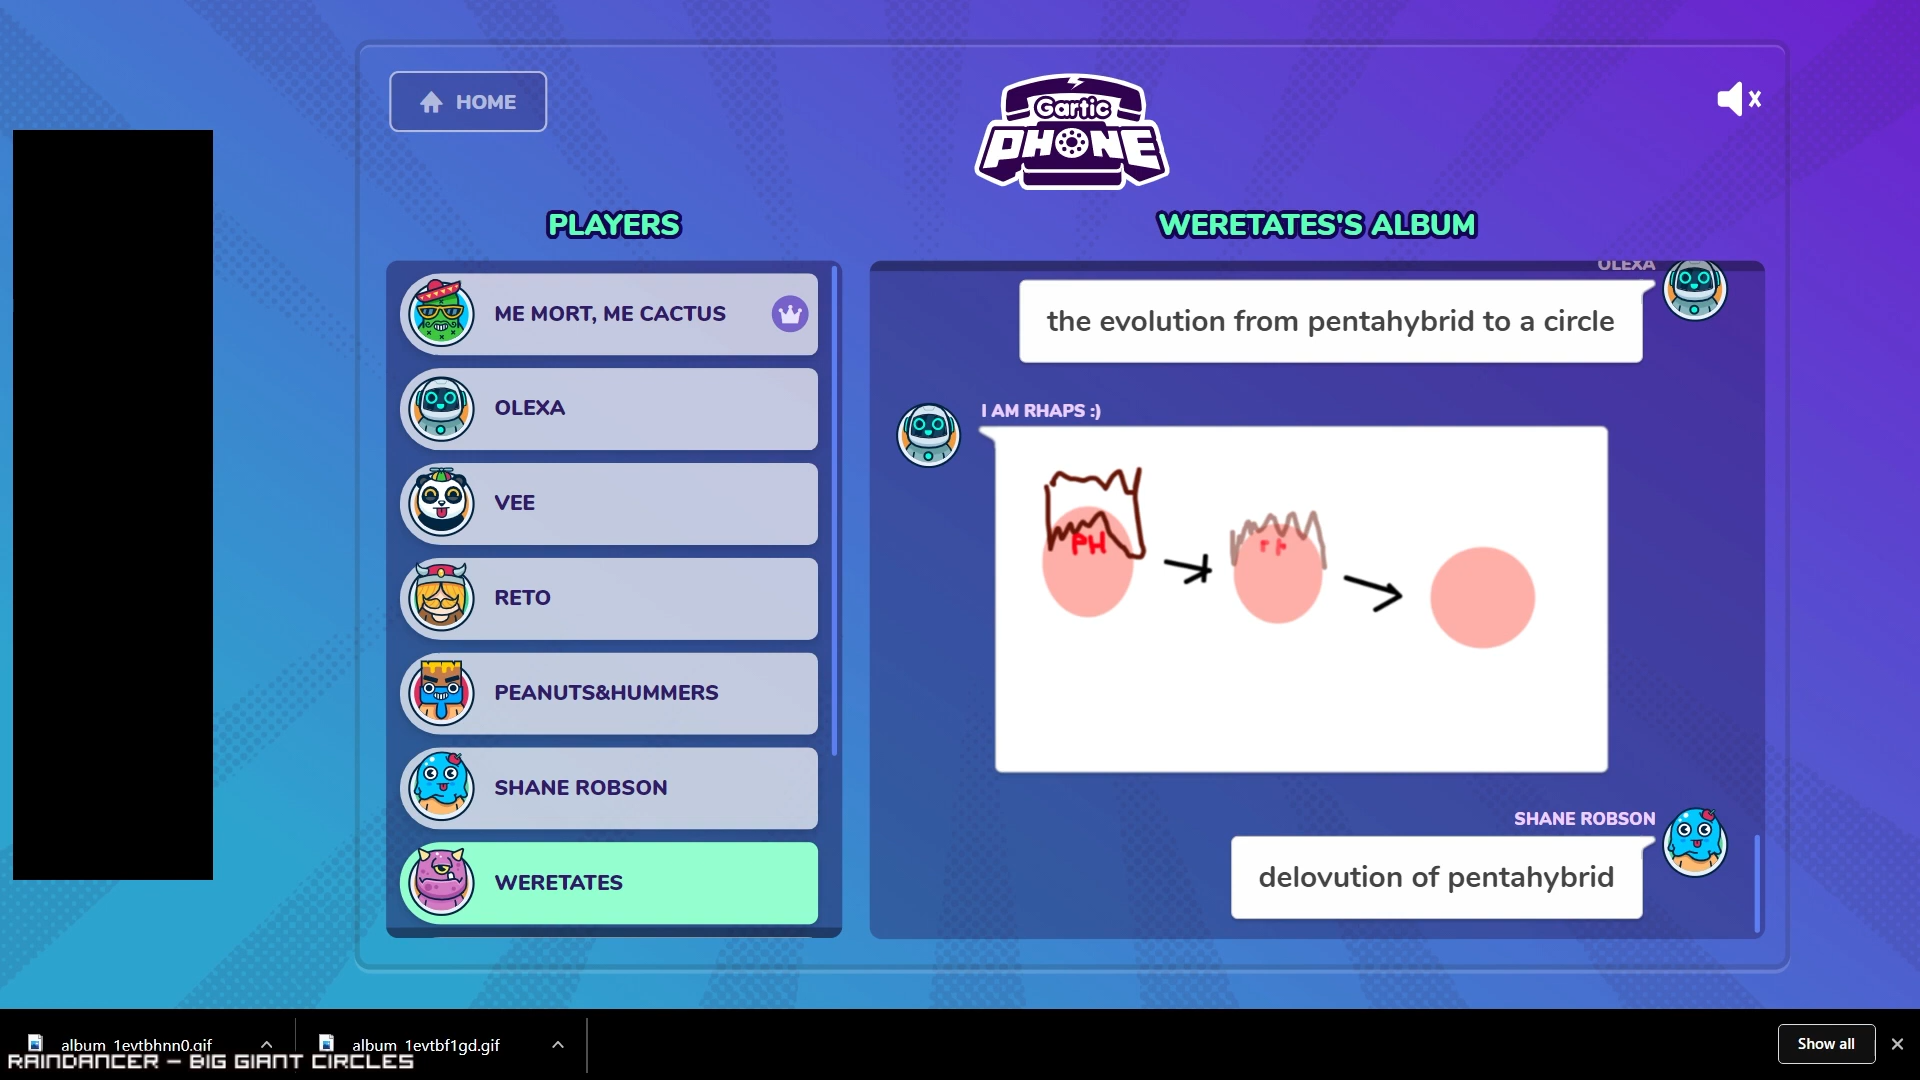 HOME
Gartic
PHONE
PLAYERS
ME MORT, ME CACTUS
OLEXA
VEE
RETO
PEANUTS&HUMMERS
SHANE ROBSON
WERETATES
WERETATES'S ALBUM
OLEXA
the evolution from pentahybrid to a circle
I AM RHAPS :)
PH
SHANE ROBSON
delovution of pentahybrid
album_1evtbhnn0.gif
album_1evtbf1gd.gif
Show all
RAINDANCER – BIG GIANT CIRCLES